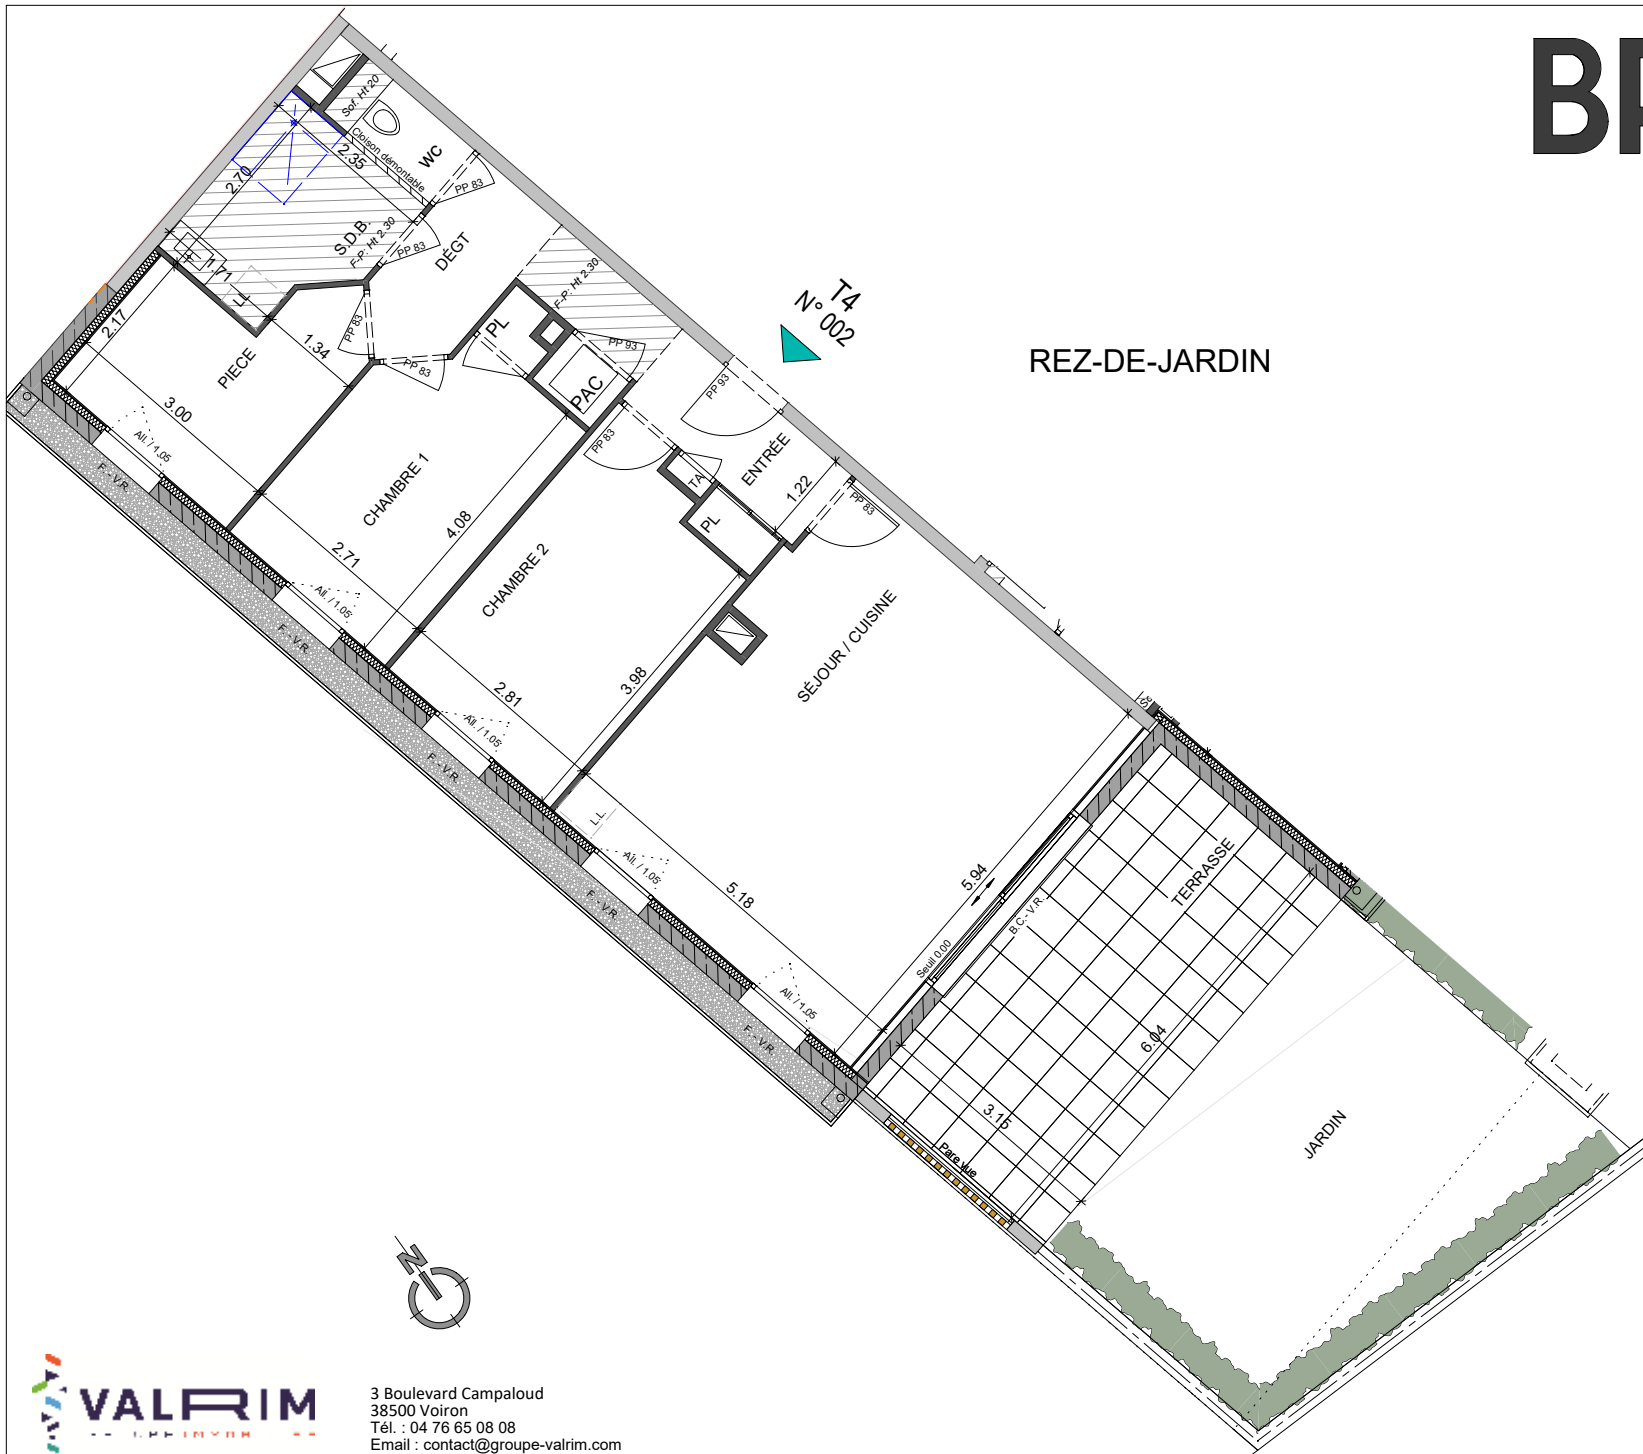 T4
N° 002
REZ-DE-JARDIN
Sof. Ht 20
Cloison démontable
WC
PP 83
2.35
2.70
S.D.B.
F-P: Ht 2.30
PP 83
DÉGT
1.71
LL
2.17
PIECE
1.34
PP 83
PP 83
3.00
F-P: Ht 2.30
PL
PP 93
PAC
PP 93
PP 83
ENTRÉE
TA
PL
1.22
PP 83
CHAMBRE 1
4.08
2.71
CHAMBRE 2
3.98
2.81
SÉJOUR / CUISINE
L.L.
5.18
5.94
Seuil 0.00
B.C.- V.R.
All. / 1.05
F. - V.R.
All. / 1.05
F. - V.R.
All. / 1.05
F. - V.R.
All. / 1.05
F. - V.R.
All. / 1.05
F. - V.R.
TERRASSE
6.04
3.15
Pare vue
JARDIN
N
VALRIM
3 Boulevard Campaloud
38500 Voiron
Tél. : 04 76 65 08 08
Email : contact@groupe-valrim.com